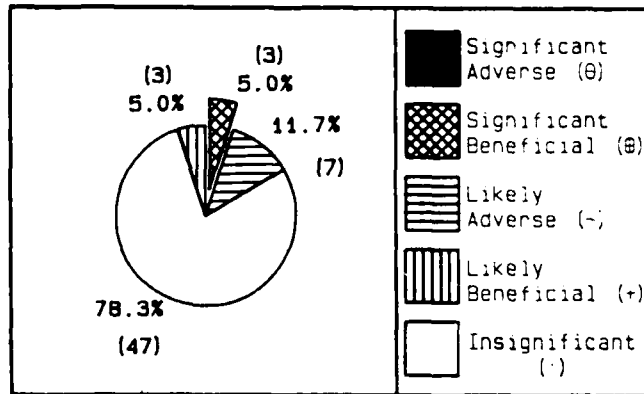 (3)
5.0%
(3)
5.0%
11.7%
(7)
78.3%
(47)
Significant
Adverse (⊖)
Significant
Beneficial (⊞)
Likely
Adverse (-)
Likely
Beneficial (+)
Insignificant
(·)